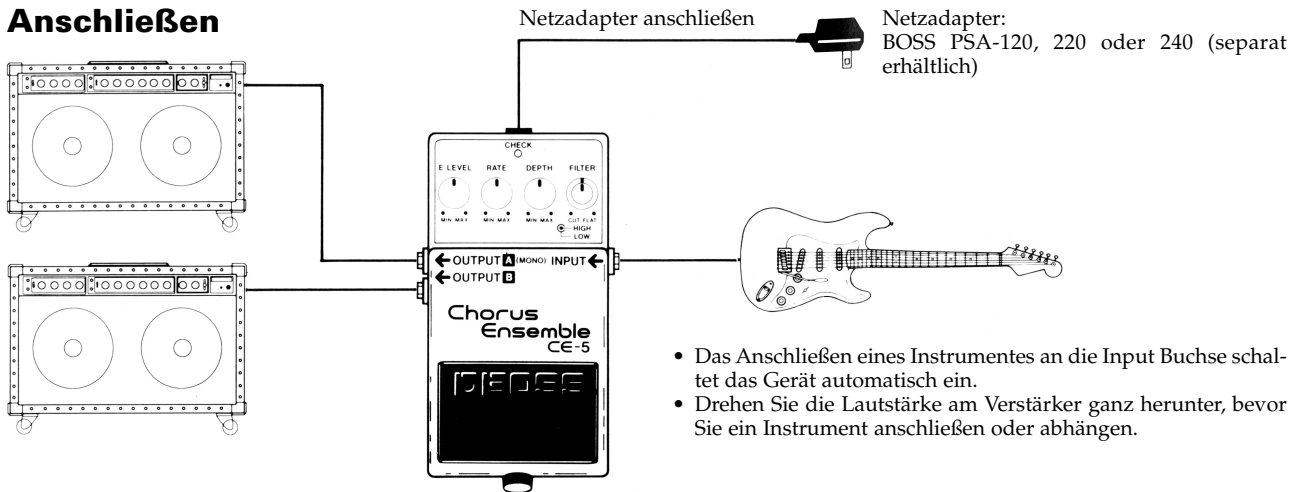 Anschließen
Netzadapter anschließen
Netzadapter:
BOSS PSA-120, 220 oder 240 (separat
erhältlich)
CHECK
E LEVEL RATE DEPTH FILTER
MIN MAX MIN MAX MIN MAX CUT FLAT
HIGH
LOW
OUTPUT A (MONO) INPUT
OUTPUT B
Chorus
Ensemble
CE-5
BOSS
• Das Anschließen eines Instrumentes an die Input Buchse schal-
tet das Gerät automatisch ein.
• Drehen Sie die Lautstärke am Verstärker ganz herunter, bevor
Sie ein Instrument anschließen oder abhängen.